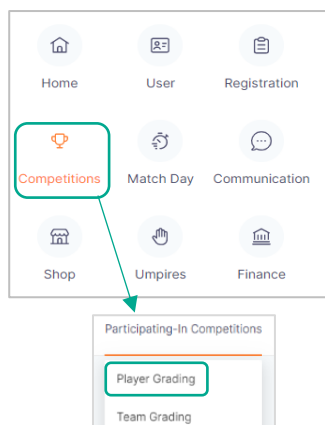 Home User Registration
Competitions Match Day Communication
Shop Umpires Finance
Participating-In Competitions
Player Grading
Team Grading